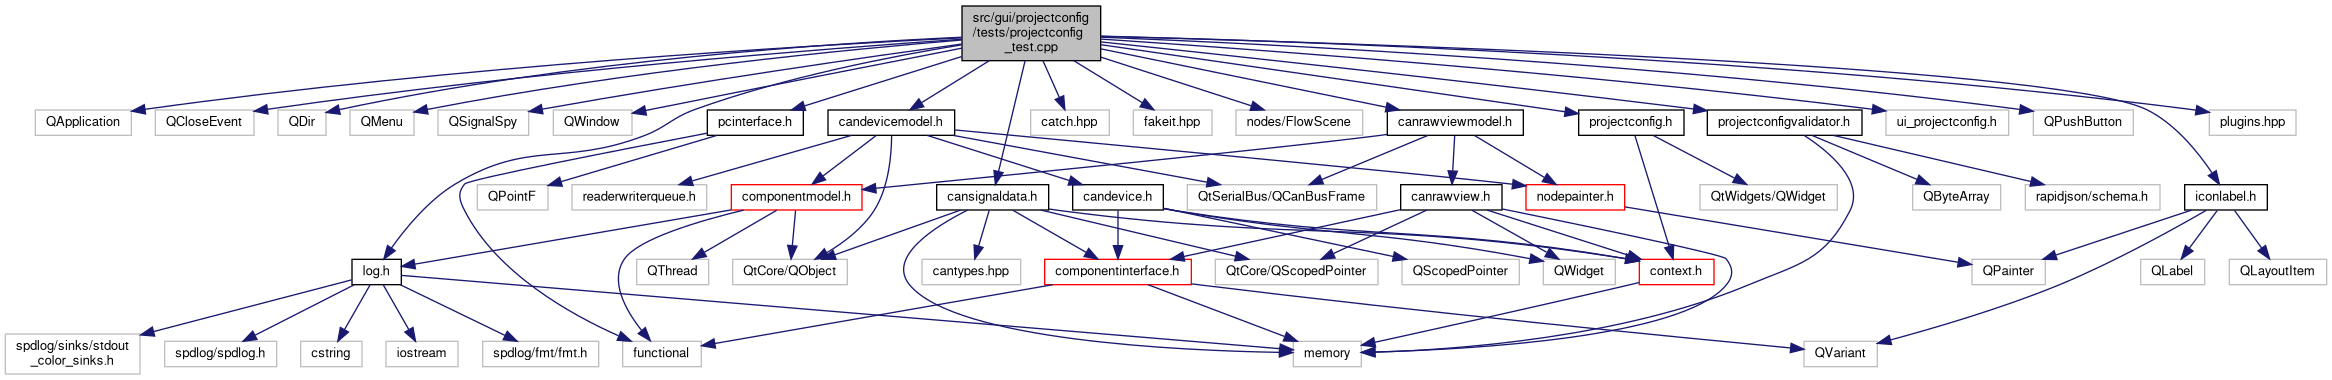 src/gui/projectconfig
/tests/projectconfig
_test.cpp
QApplication
QCloseEvent
QDir
QMenu
QSignalSpy
QWindow
pcinterface.h
candevicemodel.h
catch.hpp
fakeit.hpp
nodes/FlowScene
canrawviewmodel.h
projectconfig.h
projectconfigvalidator.h
ui_projectconfig.h
QPushButton
plugins.hpp
QPointF
readerwriterqueue.h
componentmodel.h
cansignaldata.h
candevice.h
QtSerialBus/QCanBusFrame
canrawview.h
nodepainter.h
QtWidgets/QWidget
QByteArray
rapidjson/schema.h
iconlabel.h
log.h
QThread
QtCore/QObject
cantypes.hpp
componentinterface.h
QtCore/QScopedPointer
QScopedPointer
QWidget
context.h
QPainter
QLabel
QLayoutItem
spdlog/sinks/stdout
_color_sinks.h
spdlog/spdlog.h
cstring
iostream
spdlog/fmt/fmt.h
functional
memory
QVariant